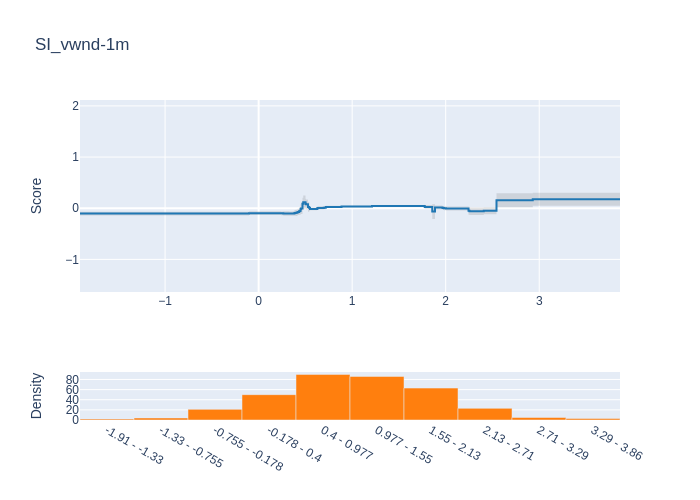 SI_vwnd-1m
Score
2
1
0
−1
−1
0
1
2
3
Density
80
60
40
20
0
-1.91 - -1.33
-1.33 - -0.755
-0.755 - -0.178
-0.178 - 0.4
0.4 - 0.977
0.977 - 1.55
1.55 - 2.13
2.13 - 2.71
2.71 - 3.29
3.29 - 3.86